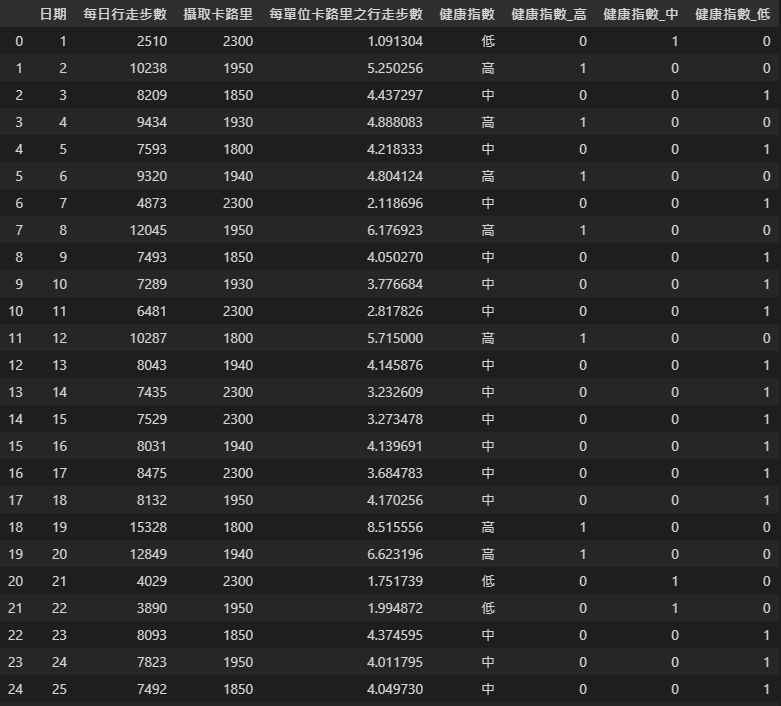 日期 每日行走步數 攝取卡路里 每單位卡路里之行走步數 健康指數 健康指數_高 健康指數_中 健康指數_低
0 1 2510 2300 1.091304 低 0 1 0
1 2 10238 1950 5.250256 高 1 0 0
2 3 8209 1850 4.437297 中 0 0 1
3 4 9434 1930 4.888083 高 1 0 0
4 5 7593 1800 4.218333 中 0 0 1
5 6 9320 1940 4.804124 高 1 0 0
6 7 4873 2300 2.118696 中 0 0 1
7 8 12045 1950 6.176923 高 1 0 0
8 9 7493 1850 4.050270 中 0 0 1
9 10 7289 1930 3.776684 中 0 0 1
10 11 6481 2300 2.817826 中 0 0 1
11 12 10287 1800 5.715000 高 1 0 0
12 13 8043 1940 4.145876 中 0 0 1
13 14 7435 2300 3.232609 中 0 0 1
14 15 7529 2300 3.273478 中 0 0 1
15 16 8031 1940 4.139691 中 0 0 1
16 17 8475 2300 3.684783 中 0 0 1
17 18 8132 1950 4.170256 中 0 0 1
18 19 15328 1800 8.515556 高 1 0 0
19 20 12849 1940 6.623196 高 1 0 0
20 21 4029 2300 1.751739 低 0 1 0
21 22 3890 1950 1.994872 低 0 1 0
22 23 8093 1850 4.374595 中 0 0 1
23 24 7823 1950 4.011795 中 0 0 1
24 25 7492 1850 4.049730 中 0 0 1